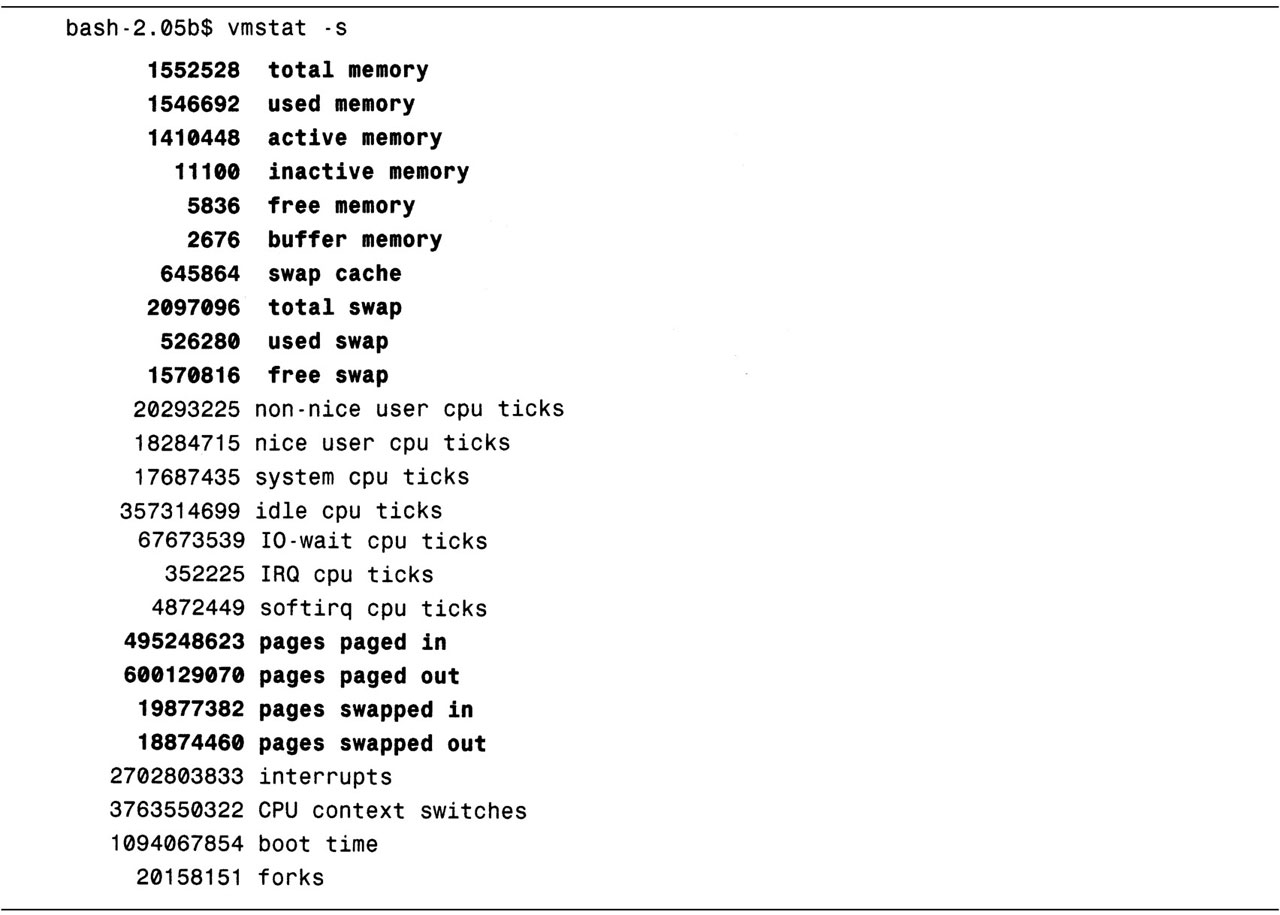 bash-2.05b$ vmstat -s
1552528 total memory
1546692 used memory
1410448 active memory
11100 inactive memory
5836 free memory
2676 buffer memory
645864 swap cache
2097096 total swap
526280 used swap
1570816 free swap
20293225 non-nice user cpu ticks
18284715 nice user cpu ticks
17687435 system cpu ticks
357314699 idle cpu ticks
67673539 IO-wait cpu ticks
352225 IRQ cpu ticks
4872449 softirq cpu ticks
495248623 pages paged in
600129070 pages paged out
19877382 pages swapped in
18874460 pages swapped out
2702803833 interrupts
3763550322 CPU context switches
1094067854 boot time
20158151 forks